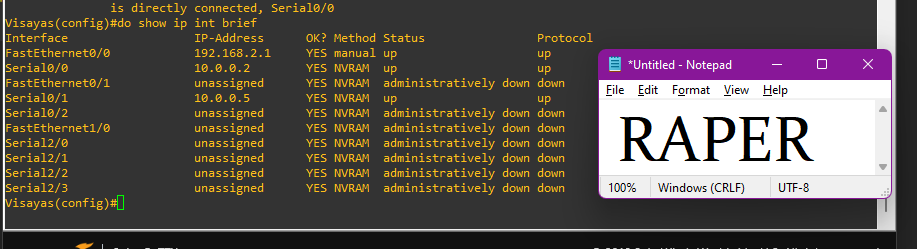 is directly connected, Serial0/0
Visayas(config)#do show ip int brief
Interface IP-Address OK? Method Status Protocol
FastEthernet0/0 192.168.2.1 YES manual up up
Serial0/0 10.0.0.2 YES NVRAM up up
FastEthernet0/1 unassigned YES NVRAM administratively down down
Serial0/1 10.0.0.5 YES NVRAM up up
Serial0/2 unassigned YES NVRAM administratively down down
FastEthernet1/0 unassigned YES NVRAM administratively down down
Serial2/0 unassigned YES NVRAM administratively down down
Serial2/1 unassigned YES NVRAM administratively down down
Serial2/2 unassigned YES NVRAM administratively down down
Serial2/3 unassigned YES NVRAM administratively down down
Visayas(config)#
*Untitled - Notepad
File Edit Format View Help
RAPER
100% Windows (CRLF) UTF-8